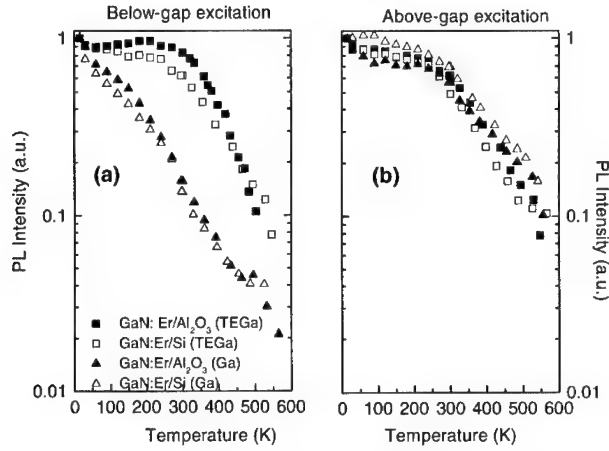 Below-gap excitation
Above-gap excitation
PL Intensity (a.u.)
1
0.1
0.01
(a)
■ GaN: Er/Al₂O₃ (TEGa)
□ GaN:Er/Si (TEGa)
▲ GaN:Er/Al₂O₃ (Ga)
△ GaN:Er/Si (Ga)
0 100 200 300 400 500 600
Temperature (K)
(b)
0 100 200 300 400 500 600
Temperature (K)
1
0.1
0.01
PL Intensity (a.u.)